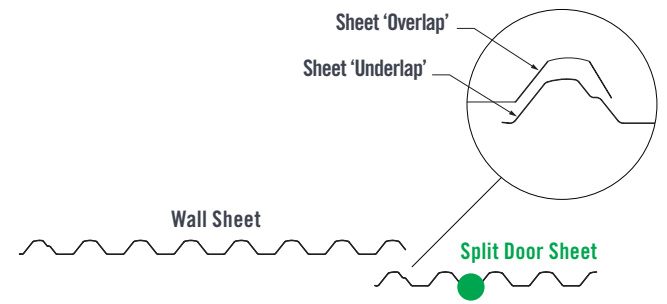 Sheet ‘Overlap’
Sheet ‘Underlap’
Wall Sheet
Split Door Sheet